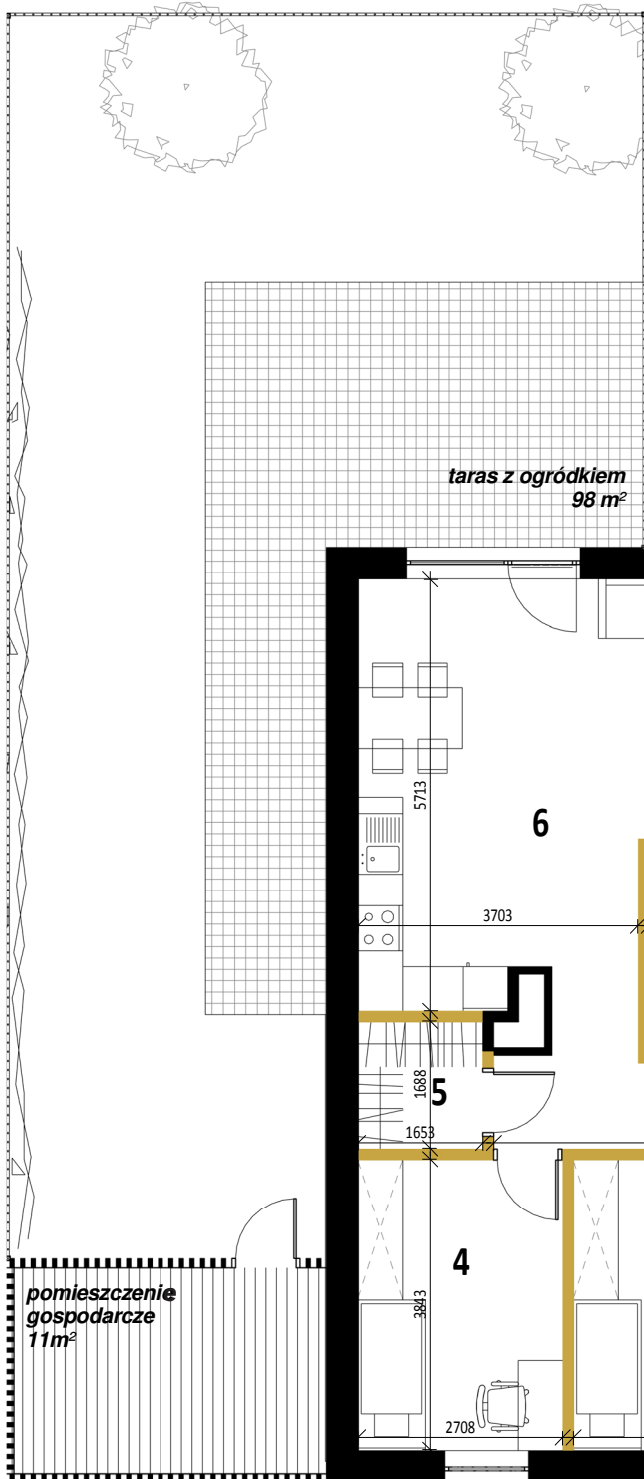 taras z ogródkiem
98 m²
5713
6
3703
1688
5
1653
4
3843
2708
pomieszczenie
gospodarcze
11m²